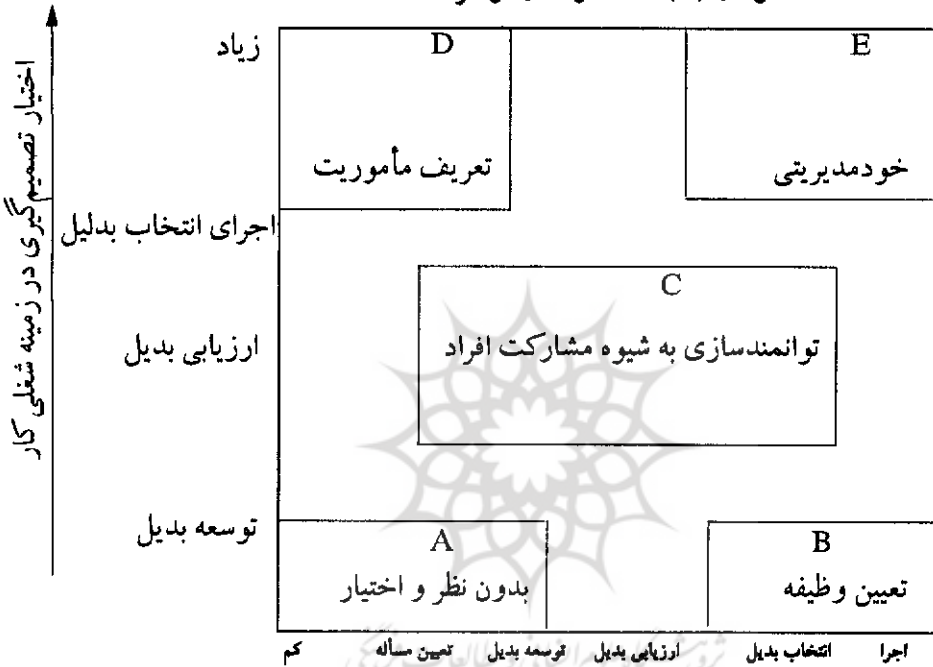 زیاد
D
E
تعریف مأموریت
خودمدیریتی
اجرای انتخاب بدلیل
C
ارزیابی بدیل
توانمندسازی به شیوه مشارکت افراد
توسعه بدیل
A
B
بدون نظر و اختیار
تعیین وظیفه
کم
تعیین مسأله
توسعه بدیل
ارزیابی بدیل
انتخاب بدیل
اجرا
اختیار تصمیم‌گیری در زمینه شغلی کار